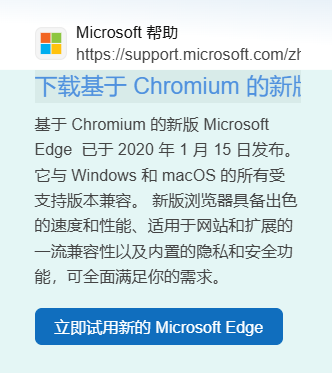 Microsoft 帮助
https://support.microsoft.com/zh
下载基于 Chromium 的新版
基于 Chromium 的新版 Microsoft
Edge 已于 2020 年 1 月 15 日发布。
它与 Windows 和 macOS 的所有受
支持版本兼容。 新版浏览器具备出色
的速度和性能、适用于网站和扩展的
一流兼容性以及内置的隐私和安全功
能，可全面满足你的需求。
立即试用新的 Microsoft Edge